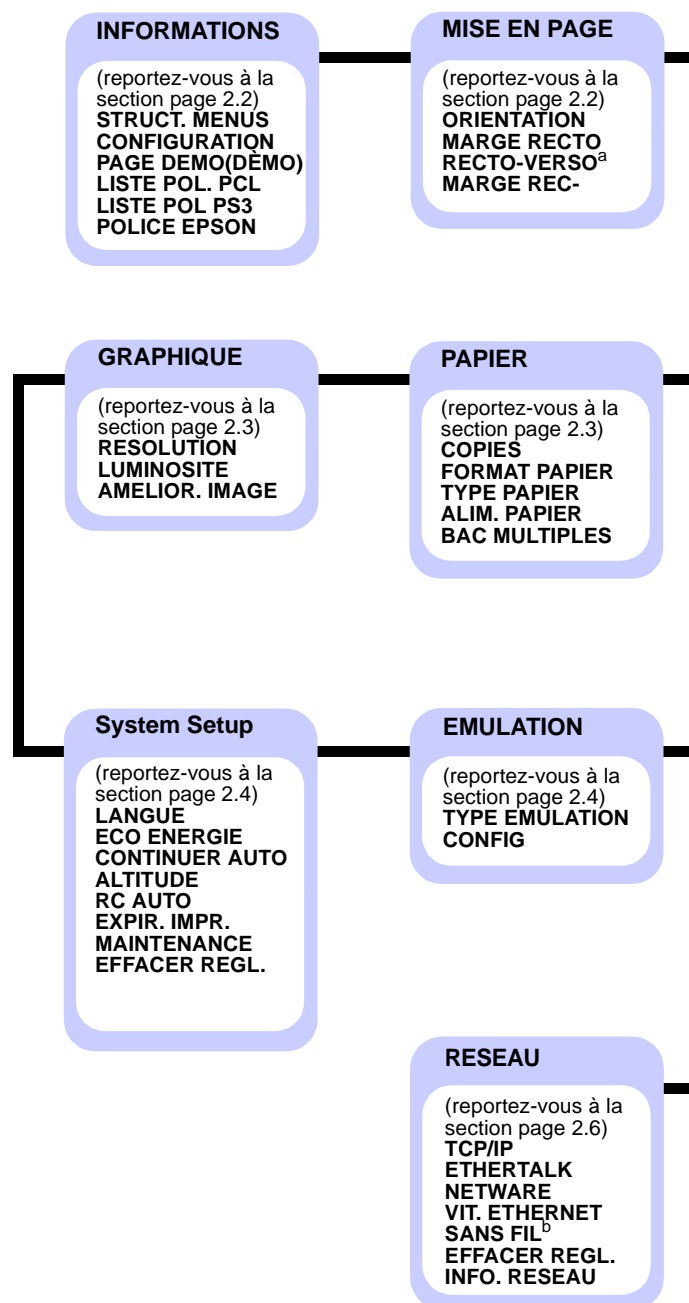 INFORMATIONS
(reportez-vous à la
section page 2.2)
STRUCT. MENUS
CONFIGURATION
PAGE DEMO(DÈMO)
LISTE POL. PCL
LISTE POL PS3
POLICE EPSON
MISE EN PAGE
(reportez-vous à la
section page 2.2)
ORIENTATION
MARGE RECTO
RECTO-VERSOa
MARGE REC-
GRAPHIQUE
(reportez-vous à la
section page 2.3)
RESOLUTION
LUMINOSITE
AMELIOR. IMAGE
PAPIER
(reportez-vous à la
section page 2.3)
COPIES
FORMAT PAPIER
TYPE PAPIER
ALIM. PAPIER
BAC MULTIPLES
System Setup
(reportez-vous à la
section page 2.4)
LANGUE
ECO ENERGIE
CONTINUER AUTO
ALTITUDE
RC AUTO
EXPIR. IMPR.
MAINTENANCE
EFFACER REGL.
EMULATION
(reportez-vous à la
section page 2.4)
TYPE EMULATION
CONFIG
RESEAU
(reportez-vous à la
section page 2.6)
TCP/IP
ETHERTALK
NETWARE
VIT. ETHERNET
SANS FILb
EFFACER REGL.
INFO. RESEAU